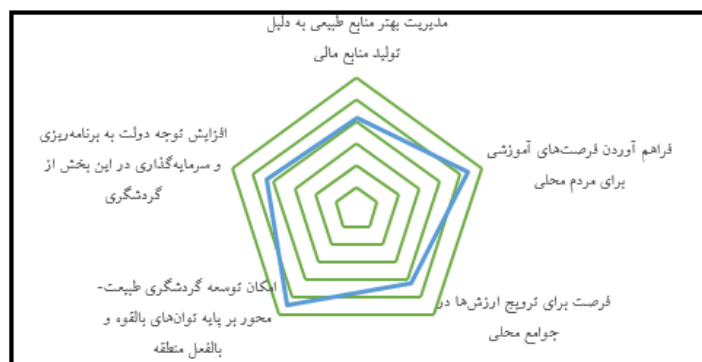 مدیریت بهتر منابع طبیعی به دلیل
تولید منابع مالی
فراهم آوردن فرصت‌های آموزشی
برای مردم محلی
فرصت برای ترویج ارزش‌ها در
جوامع محلی
امکان توسعه گردشگری طبیعت-
محور بر پایه توان‌های بالقوه و
بالفعل منطقه
افزایش توجه دولت به برنامه‌ریزی
و سرمایه‌گذاری در این بخش از
گردشگری